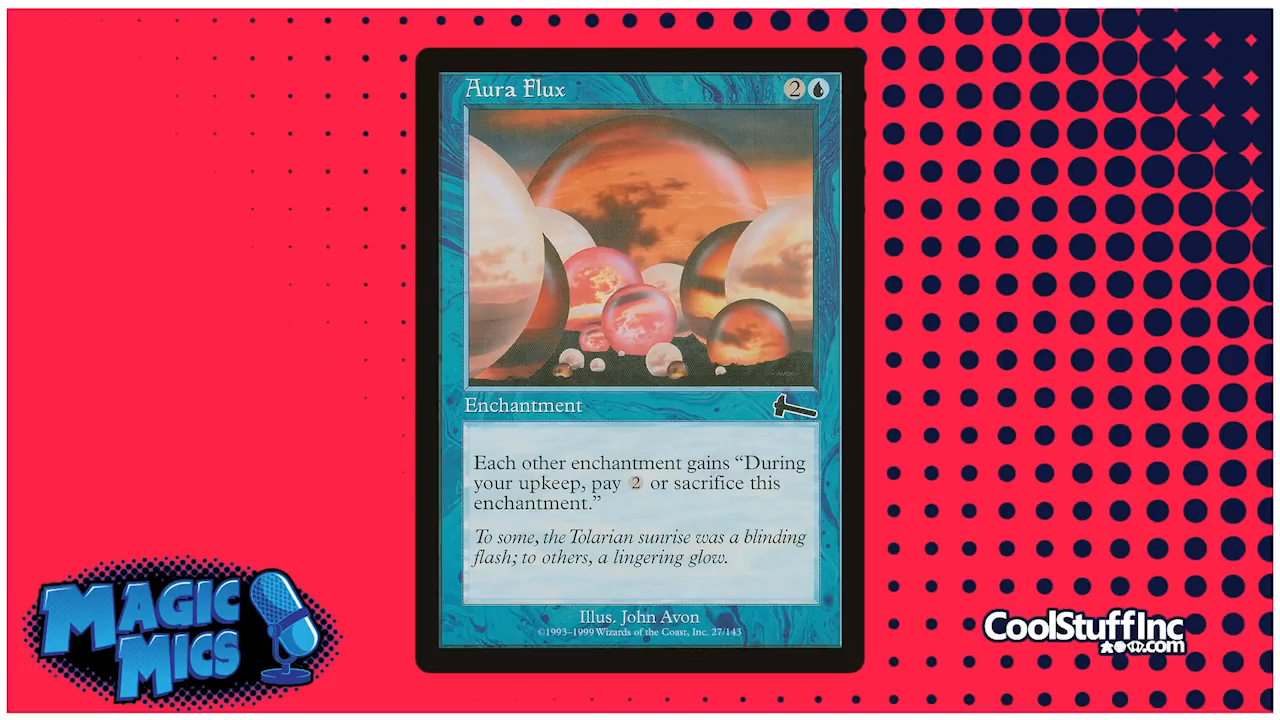 Aura Flux 2
Enchantment
Each other enchantment gains “During
your upkeep, pay 2 or sacrifice this
enchantment.”
To some, the Tolarian sunrise was a blinding
flash; to others, a lingering glow.
Illus. John Avon
©1993–1999 Wizards of the Coast, Inc. 27/143
MAGIC
MICS
CoolStuffInc
.com